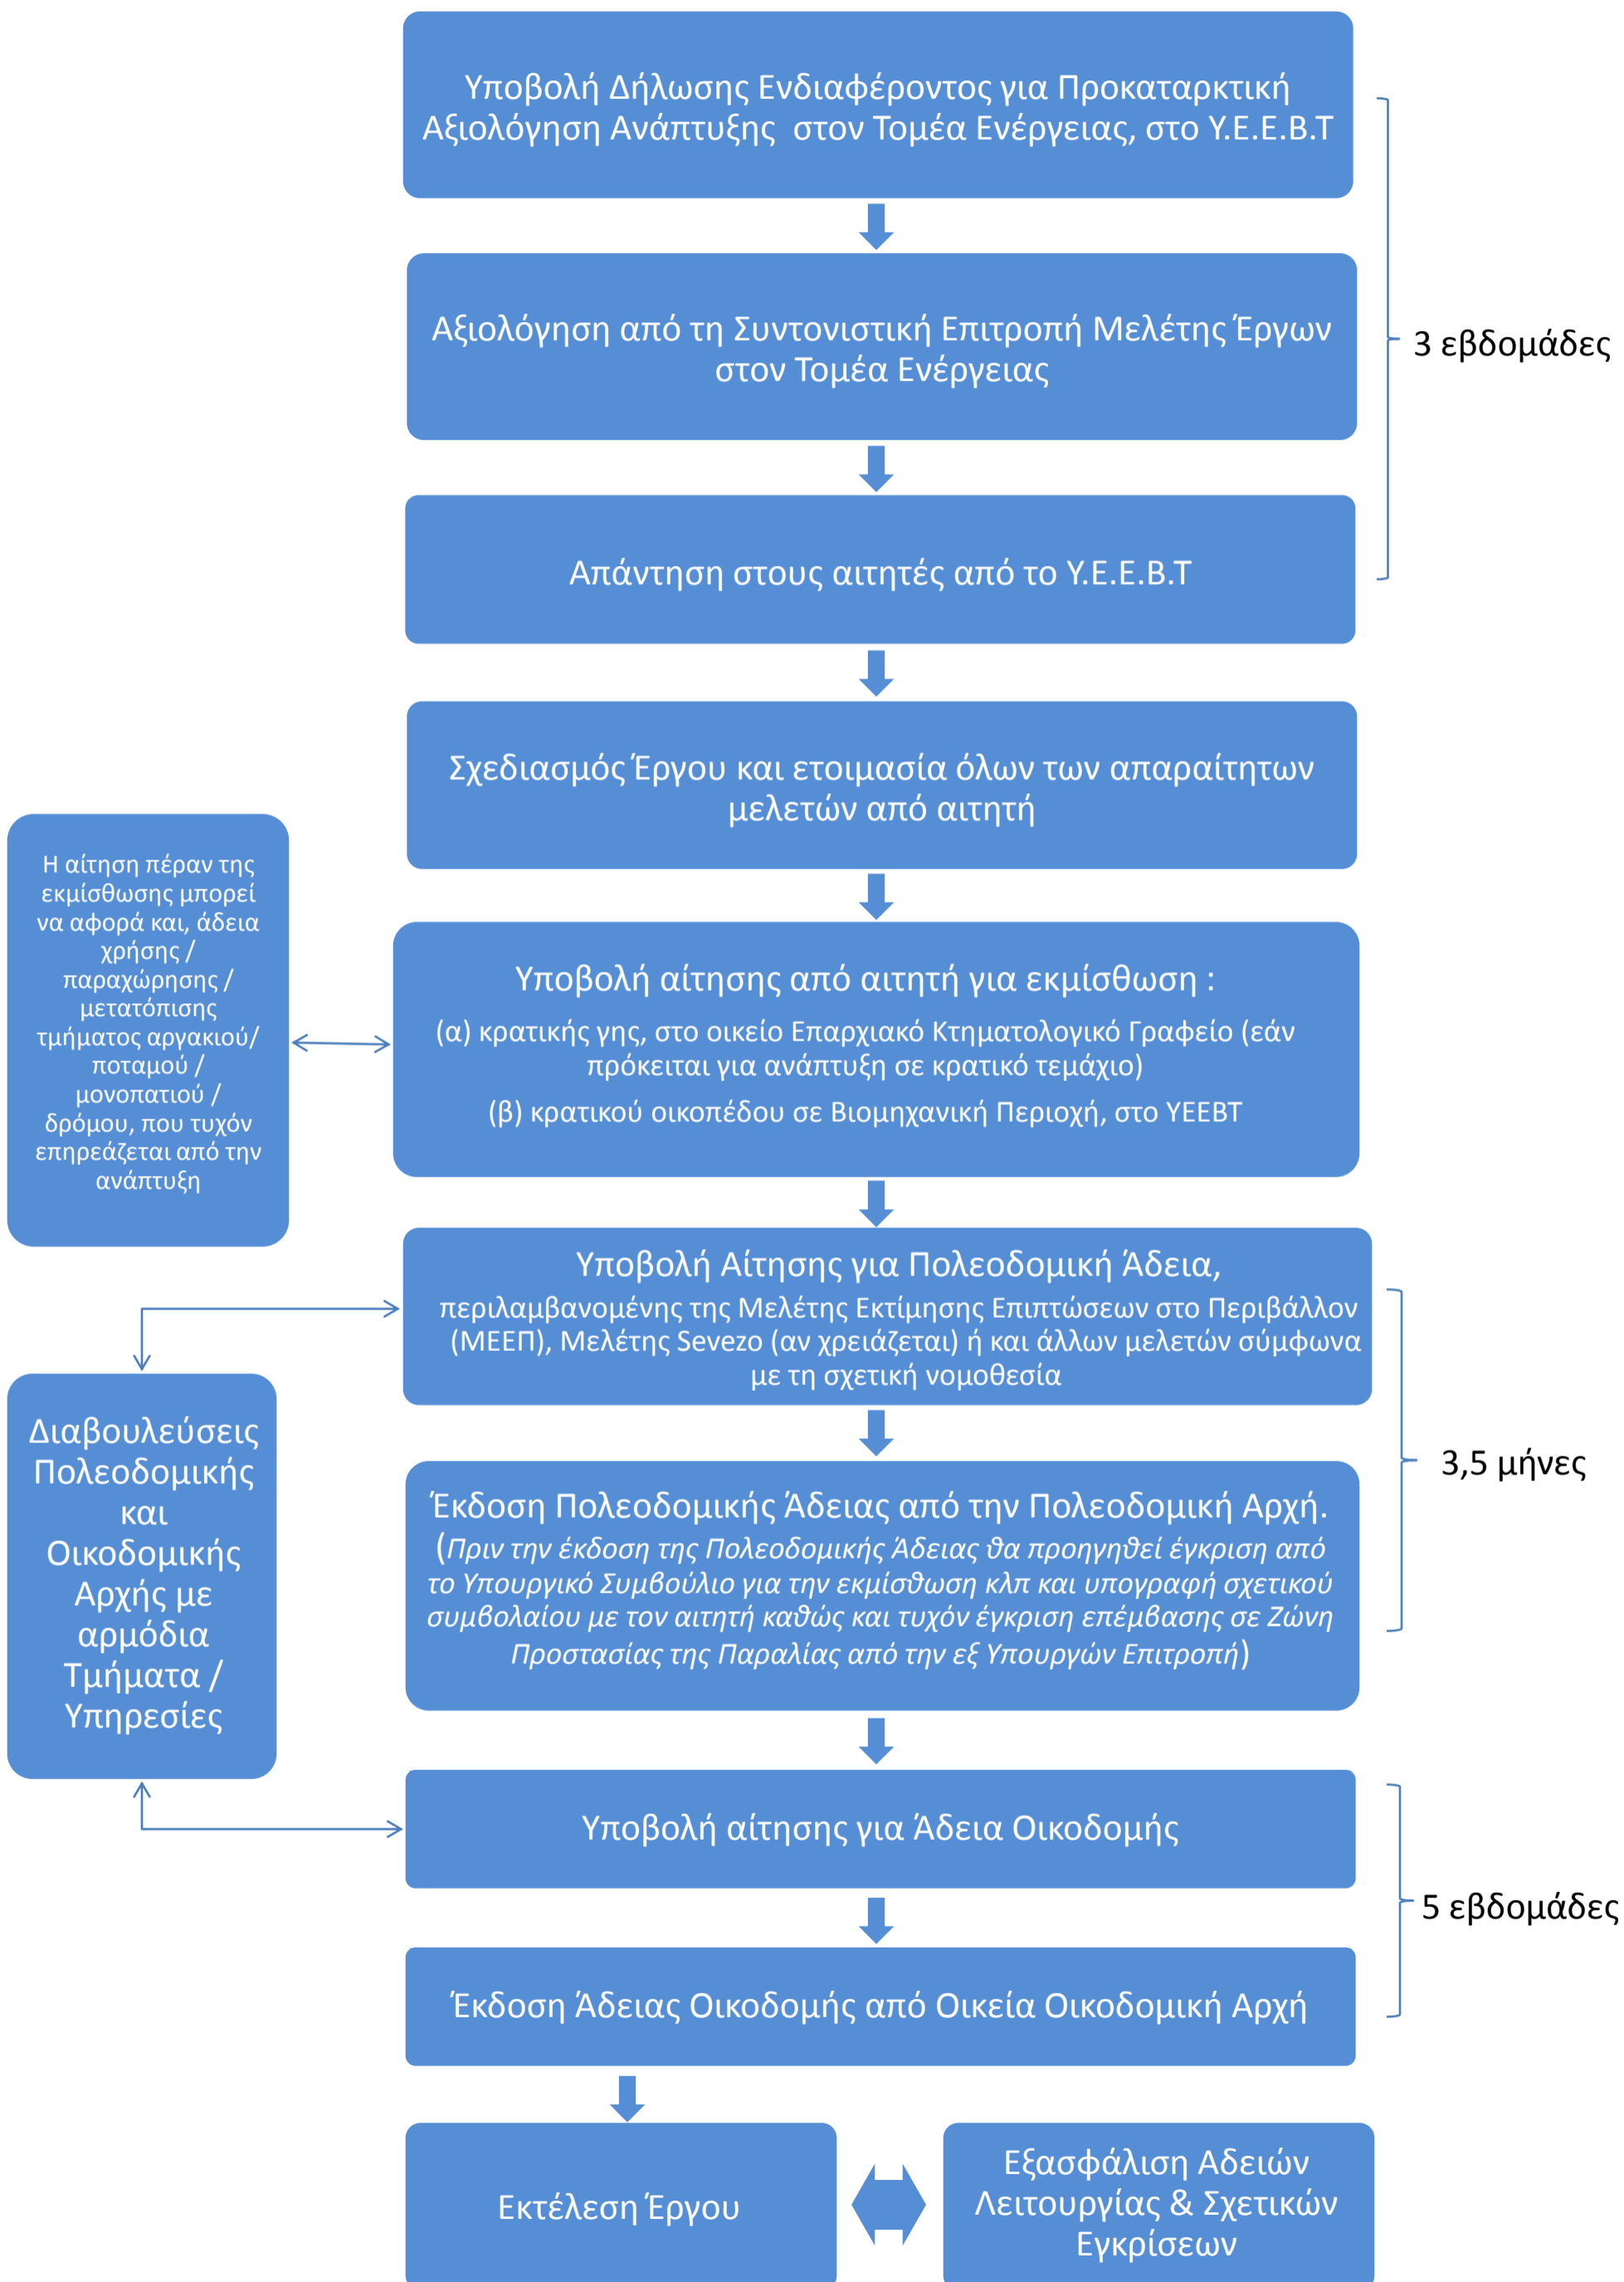 Υποβολή Δήλωσης Ενδιαφέροντος για Προκαταρκτική
Αξιολόγηση Ανάπτυξης στον Τομέα Ενέργειας, στο Υ.Ε.Ε.Β.Τ
Αξιολόγηση από τη Συντονιστική Επιτροπή Μελέτης Έργων
στον Τομέα Ενέργειας
3 εβδομάδες
Απάντηση στους αιτητές από το Υ.Ε.Ε.Β.Τ
Σχεδιασμός Έργου και ετοιμασία όλων των απαραίτητων
μελετών από αιτητή
Η αίτηση πέραν της
εκμίσθωσης μπορεί
να αφορά και, άδεια
χρήσης /
παραχώρησης /
μετατόπισης
τμήματος αργακιού/
ποταμού /
μονοπατιού /
δρόμου, που τυχόν
επηρεάζεται από την
ανάπτυξη
Υποβολή αίτησης από αιτητή για εκμίσθωση :
(α) κρατικής γης, στο οικείο Επαρχιακό Κτηματολογικό Γραφείο (εάν
πρόκειται για ανάπτυξη σε κρατικό τεμάχιο)
(β) κρατικού οικοπέδου σε Βιομηχανική Περιοχή, στο ΥΕΕΒΤ
Υποβολή Αίτησης για Πολεοδομική Άδεια,
περιλαμβανομένης της Μελέτης Εκτίμησης Επιπτώσεων στο Περιβάλλον
(ΜΕΕΠ), Μελέτης Sevezo (αν χρειάζεται) ή και άλλων μελετών σύμφωνα
με τη σχετική νομοθεσία
Διαβουλεύσεις
Πολεοδομικής
και
Οικοδομικής
Αρχής με
αρμόδια
Τμήματα /
Υπηρεσίες
3,5 μήνες
Έκδοση Πολεοδομικής Άδειας από την Πολεοδομική Αρχή.
(Πριν την έκδοση της Πολεοδομικής Άδειας θα προηγηθεί έγκριση από
το Υπουργικό Συμβούλιο για την εκμίσθωση κλπ και υπογραφή σχετικού
συμβολαίου με τον αιτητή καθώς και τυχόν έγκριση επέμβασης σε Ζώνη
Προστασίας της Παραλίας από την εξ Υπουργών Επιτροπή)
Υποβολή αίτησης για Άδεια Οικοδομής
5 εβδομάδες
Έκδοση Άδειας Οικοδομής από Οικεία Οικοδομική Αρχή
Εκτέλεση Έργου
Εξασφάλιση Αδειών
Λειτουργίας & Σχετικών
Εγκρίσεων